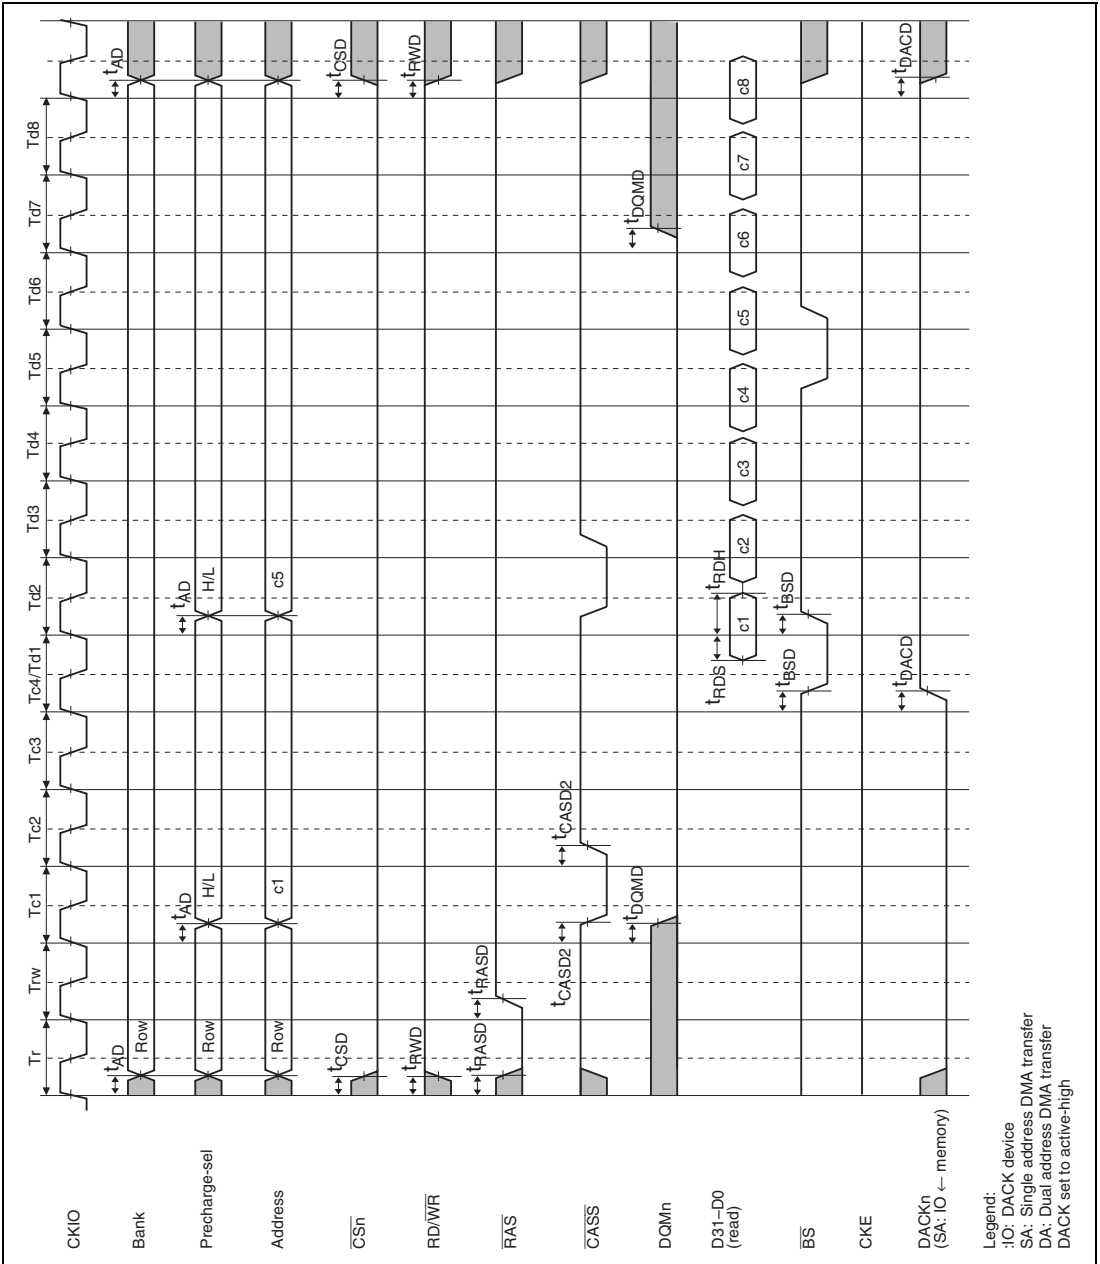 Tr Trw Tc1 Tc2 Tc3 Tc4/Td1 Td2 Td3 Td4 Td5 Td6 Td7 Td8
CKIO
tAD tAD
Bank
Row
tAD tAD
Precharge-sel
Row H/L H/L
Address
Row c1 c5
tCSD tCSD
CSn
tRWD tRWD
RD/WR
tRASD tRASD
RAS
tCASD2 tCASD2
CASS
tDQMD tDQMD
DQMn
tRDS tRDH
D31–D0
(read)
c1 c2 c3 c4 c5 c6 c7 c8
tBSD tBSD
BS
CKE
tDACD tDACD
DACKn
(SA: IO ← memory)
Legend:
:IO: DACK device
SA: Single address DMA transfer
DA: Dual address DMA transfer
DACK set to active-high